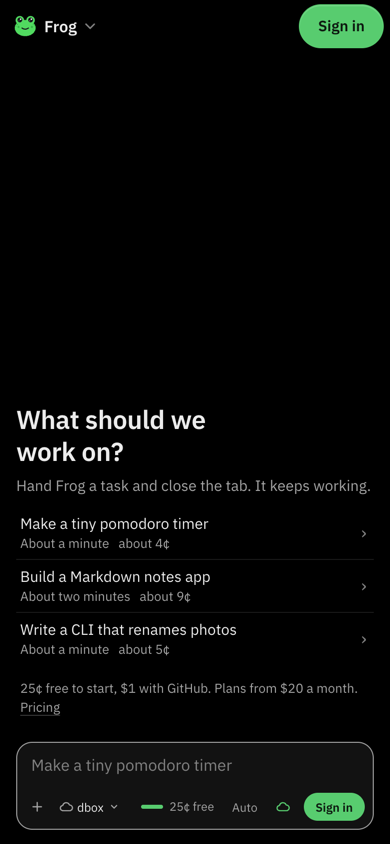 Frog
Sign in
What should we
work on?
Hand Frog a task and close the tab. It keeps working.
Make a tiny pomodoro timer
About a minute about 4¢
Build a Markdown notes app
About two minutes about 9¢
Write a CLI that renames photos
About a minute about 5¢
25¢ free to start, $1 with GitHub. Plans from $20 a month.
Pricing
Make a tiny pomodoro timer
dbox 25¢ free Auto Sign in